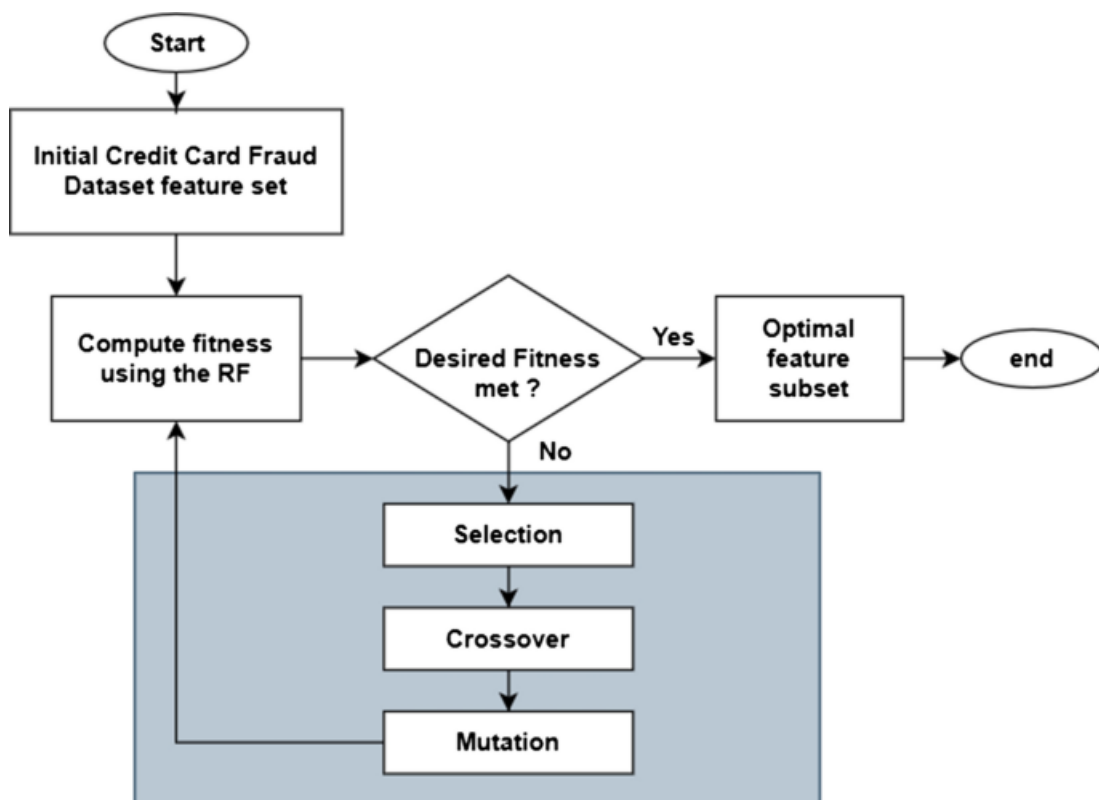 Start
Initial Credit Card Fraud
Dataset feature set
Compute fitness
using the RF
Desired Fitness
met ?
Yes
Optimal
feature
subset
end
No
Selection
Crossover
Mutation